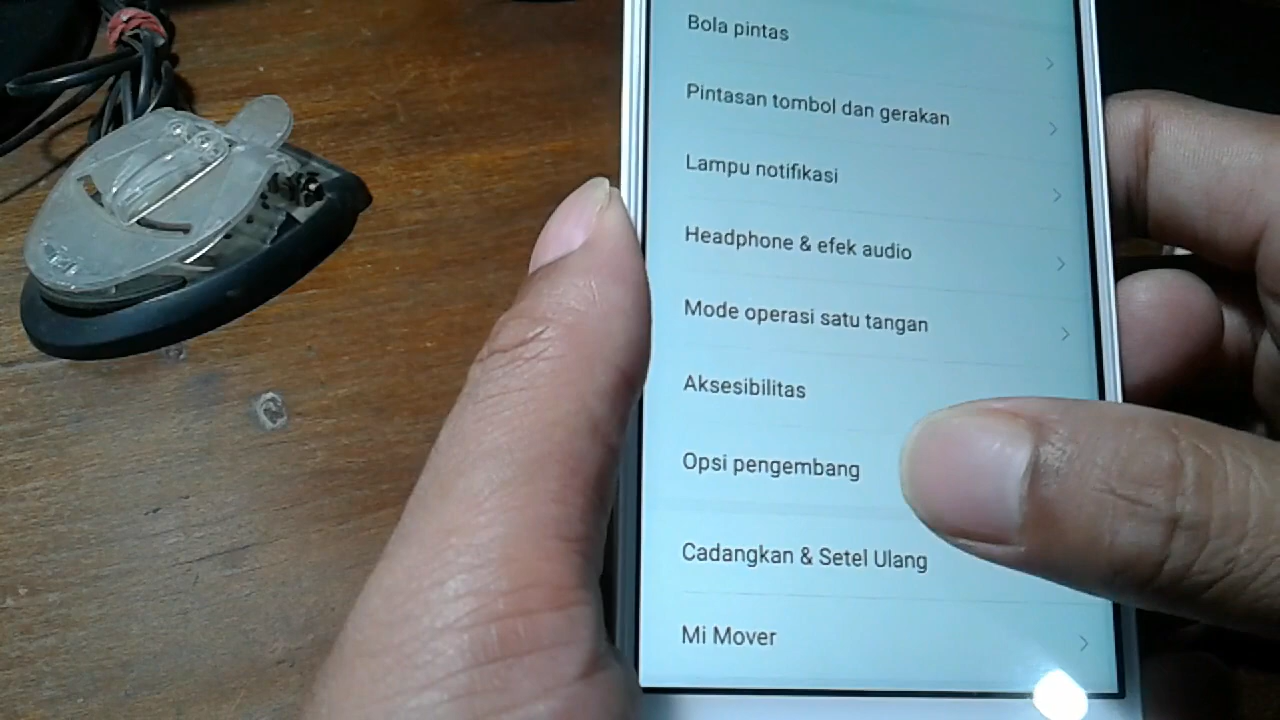 Bola pintas
Pintasan tombol dan gerakan
Lampu notifikasi
Headphone & efek audio
Mode operasi satu tangan
Aksesibilitas
Opsi pengembang
Cadangkan & Setel Ulang
Mi Mover